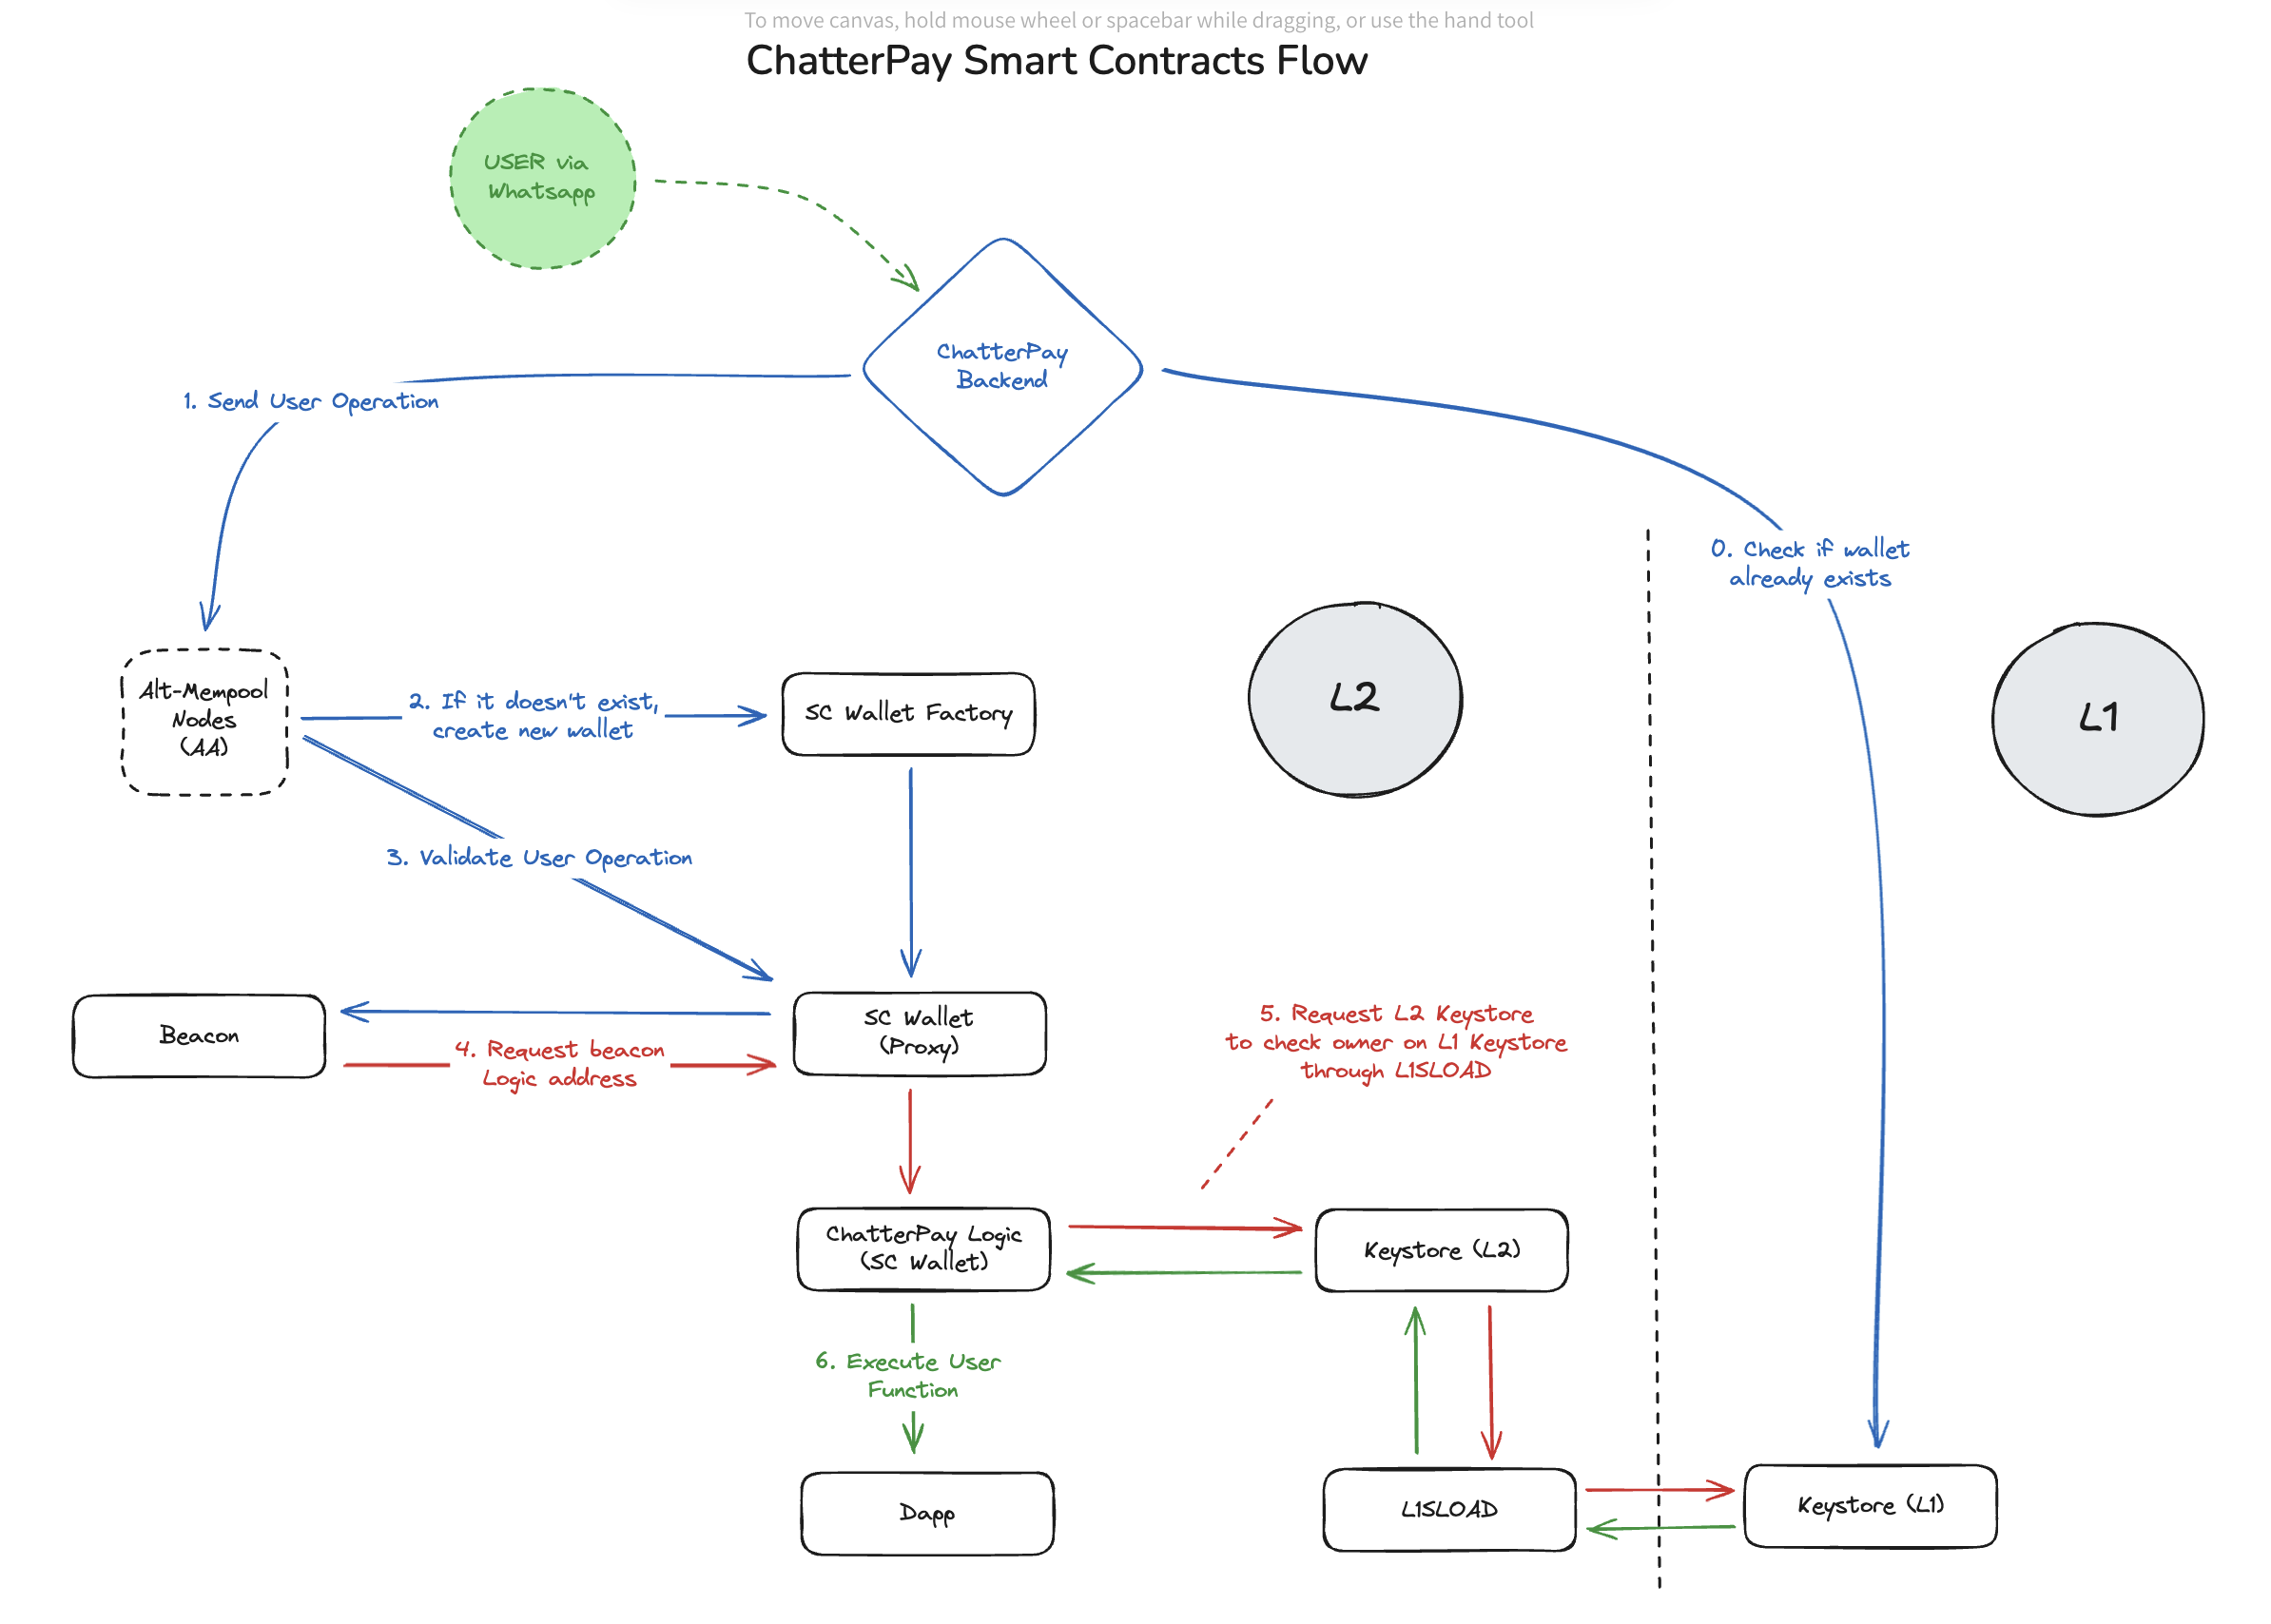 To move canvas, hold mouse wheel or spacebar while dragging, or use the hand tool
ChatterPay Smart Contracts Flow
USER via
Whatsapp
ChatterPay
Backend
1. Send User Operation
0. Check if wallet
already exists
Alt-Mempool
Nodes
(AA)
2. If it doesn't exist,
create new wallet
SC Wallet Factory
L2
L1
3. Validate User Operation
Beacon
4. Request beacon
Logic address
SC Wallet
(Proxy)
5. Request L2 Keystore
to check owner on L1 Keystore
through L1SLOAD
ChatterPay Logic
(SC Wallet)
Keystore (L2)
6. Execute User
Function
Dapp
L1SLOAD
Keystore (L1)